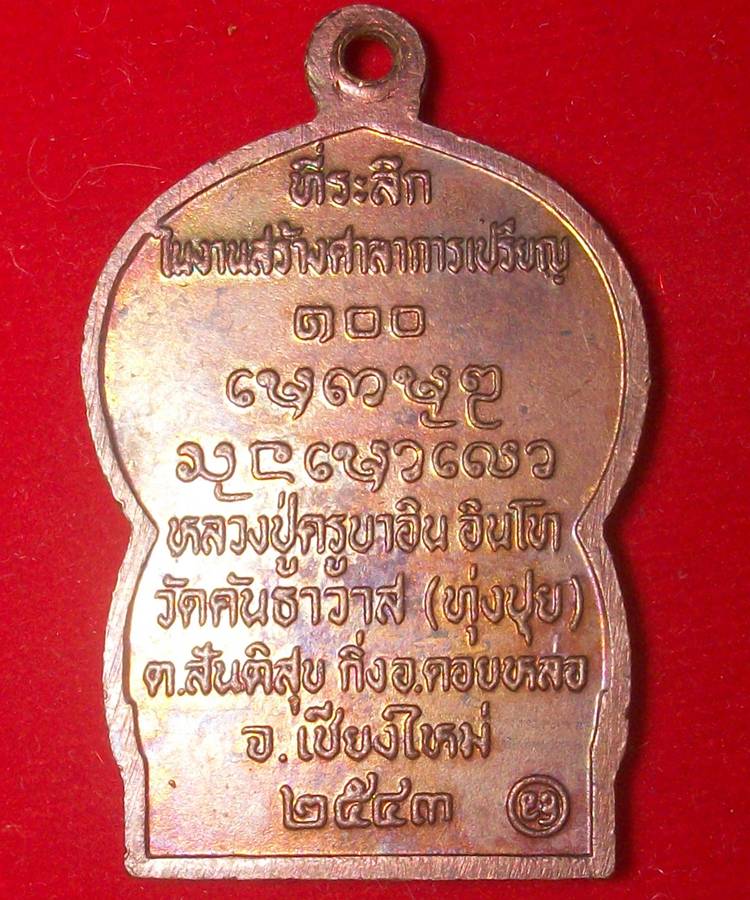 ที่ระลึก
ในงานสร้างศาลาการเปรียญ
หลวงปู่ครูบาอิน อินโท
วัดคันธาวาส (ทุ่งปุย)
ต.สันติสุข กิ่งอ.ดอยหล่อ
จ.เชียงใหม่
๒๕๔๓